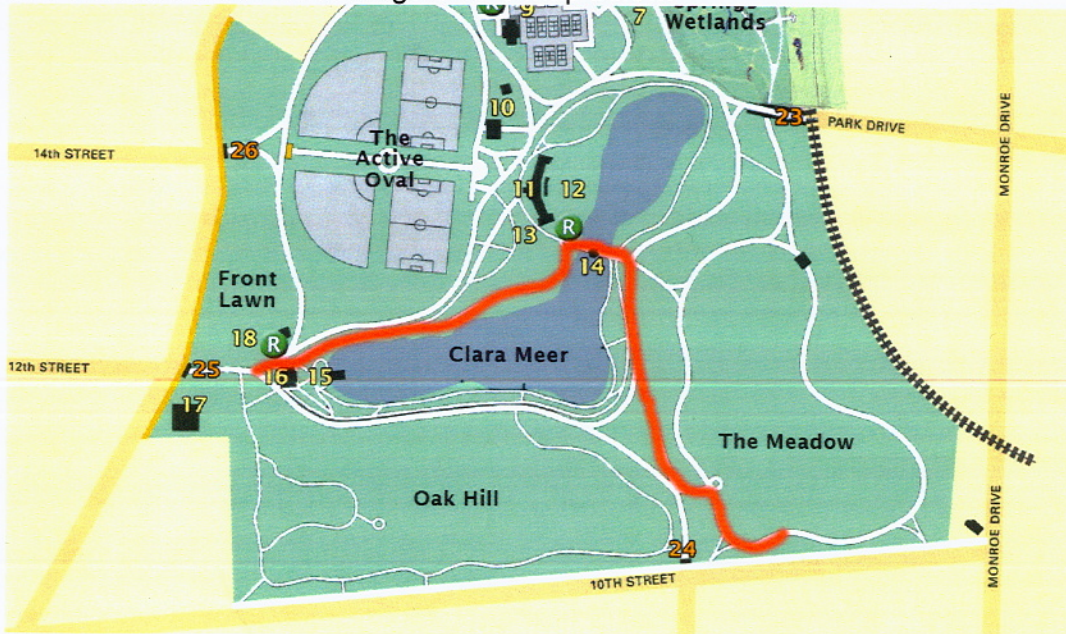 R
9
7
Springs
Wetlands
10
23
PARK DRIVE
MONROE DRIVE
14th STREET
26
The
Active
Oval
11
12
13
R
14
Front
Lawn
18
R
12th STREET
25
16
15
17
Clara Meer
The Meadow
Oak Hill
24
10TH STREET
MONROE DRIVE